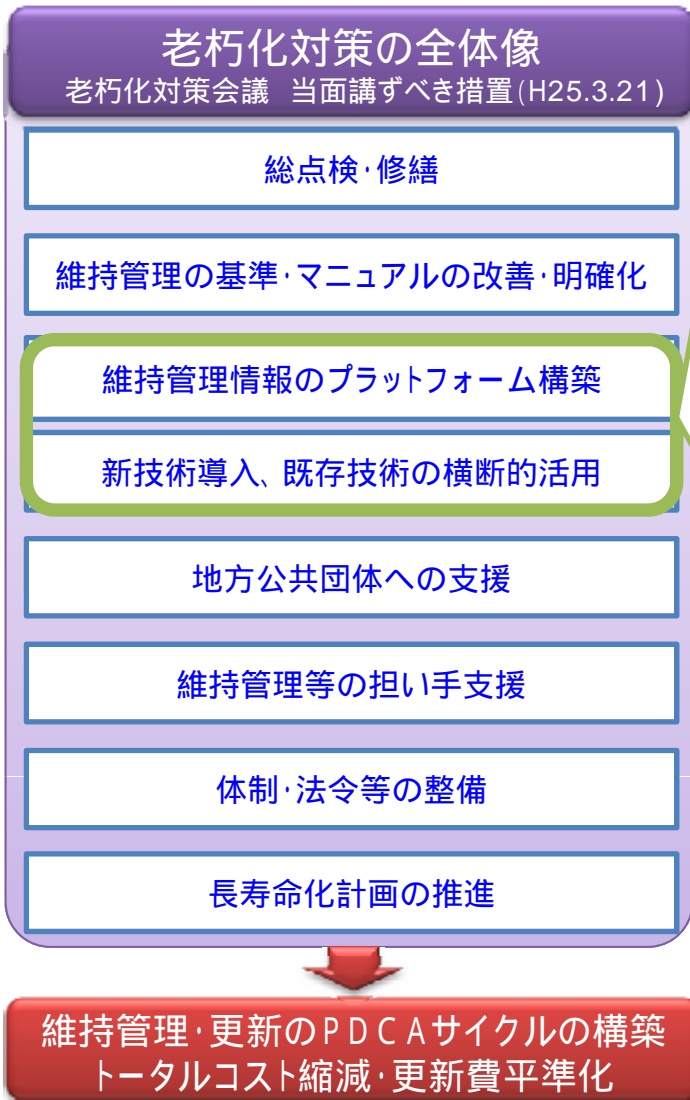 老朽化対策の全体像
老朽化対策会議 当面講ずべき措置(H25.3.21)
総点検・修繕
維持管理の基準・マニュアルの改善・明確化
維持管理情報のプラットフォーム構築
新技術導入、既存技術の横断的活用
地方公共団体への支援
維持管理等の担い手支援
体制・法令等の整備
長寿命化計画の推進
維持管理・更新のPDCAサイクルの構築
トータルコスト縮減・更新費平準化